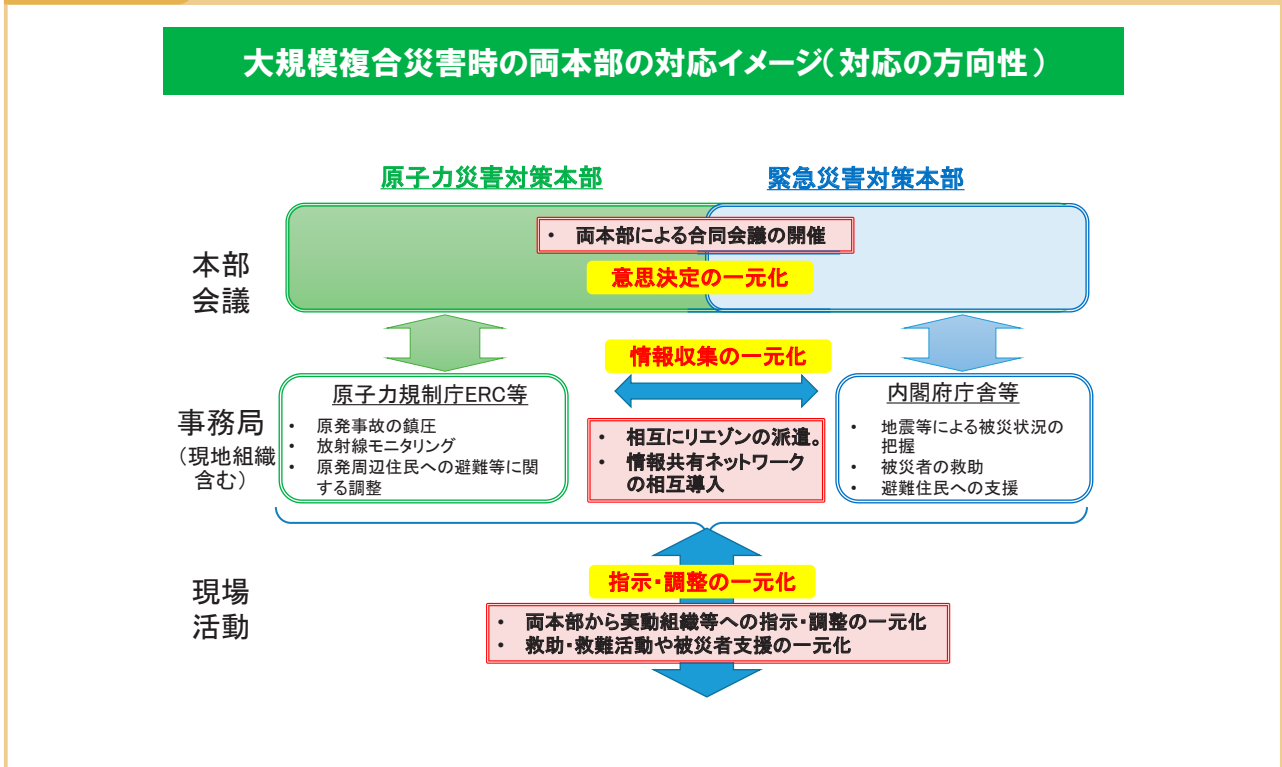 大規模複合災害時の両本部の対応イメージ(対応の方向性)
原子力災害対策本部
緊急災害対策本部
本部
会議
・ 両本部による合同会議の開催
意思決定の一元化
情報収集の一元化
事務局
(現地組織
含む)
原子力規制庁ERC等
・ 原発事故の鎮圧
・ 放射線モニタリング
・ 原発周辺住民への避難等に関
する調整
・ 相互にリエゾンの派遣。
・ 情報共有ネットワーク
の相互導入
内閣府庁舎等
・ 地震等による被災状況の
把握
・ 被災者の救助
・ 避難住民への支援
現場
活動
指示・調整の一元化
・ 両本部から実動組織等への指示・調整の一元化
・ 救助・救難活動や被災者支援の一元化